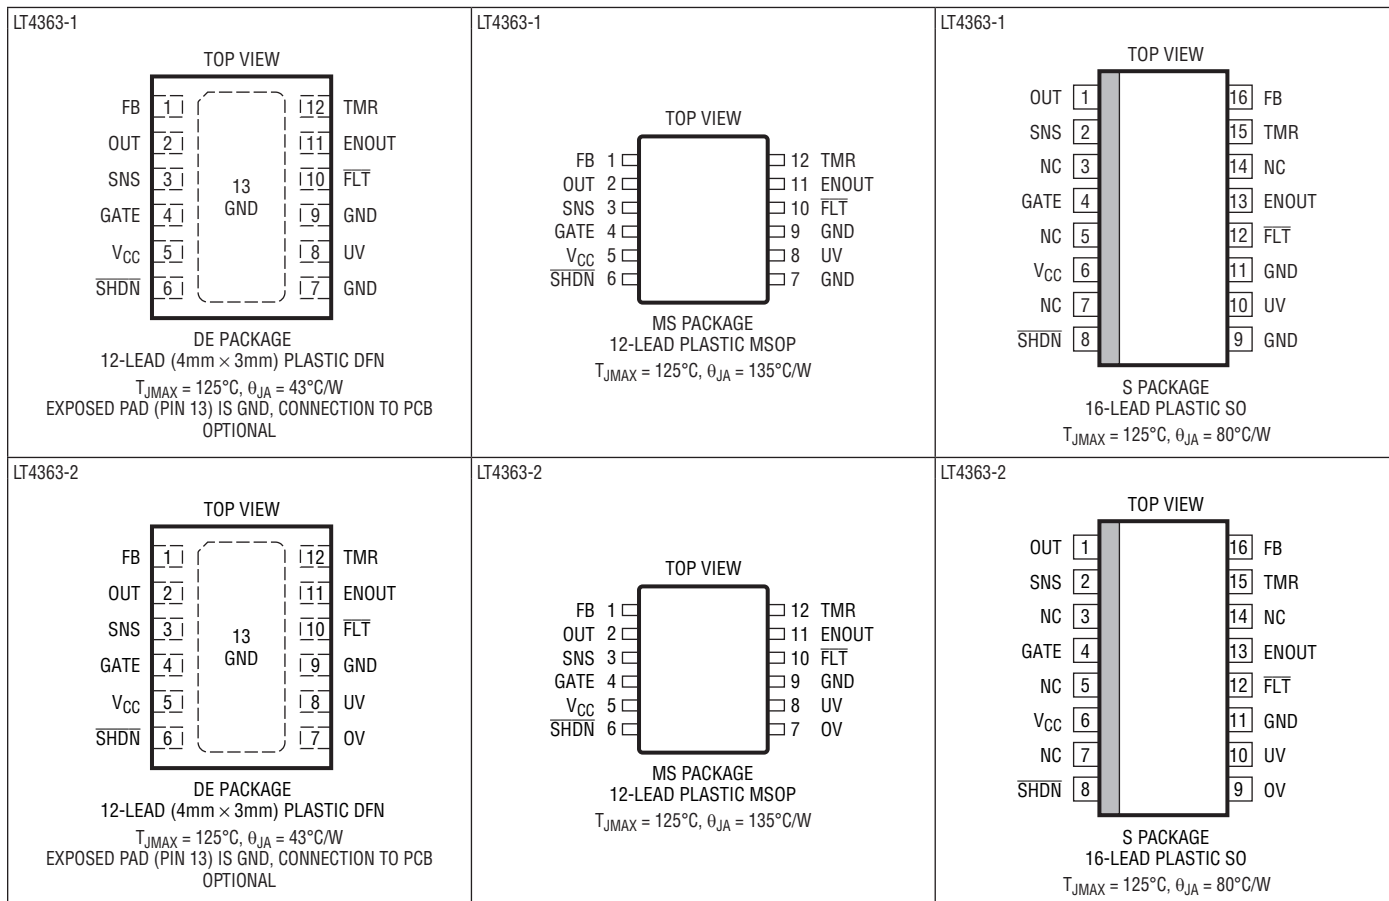 LT4363-1
TOP VIEW
FB 1 12 TMR
OUT 2 11 ENOUT
SNS 3 10 FLT
13
GND
GATE 4 9 GND
VCC 5 8 UV
SHDN 6 7 GND
DE PACKAGE
12-LEAD (4mm × 3mm) PLASTIC DFN
TJMAX = 125°C, θJA = 43°C/W
EXPOSED PAD (PIN 13) IS GND, CONNECTION TO PCB
OPTIONAL
LT4363-1
TOP VIEW
FB 1 12 TMR
OUT 2 11 ENOUT
SNS 3 10 FLT
GATE 4 9 GND
VCC 5 8 UV
SHDN 6 7 GND
MS PACKAGE
12-LEAD PLASTIC MSOP
TJMAX = 125°C, θJA = 135°C/W
LT4363-1
TOP VIEW
OUT 1 16 FB
SNS 2 15 TMR
NC 3 14 NC
GATE 4 13 ENOUT
NC 5 12 FLT
VCC 6 11 GND
NC 7 10 UV
SHDN 8 9 GND
S PACKAGE
16-LEAD PLASTIC SO
TJMAX = 125°C, θJA = 80°C/W
LT4363-2
TOP VIEW
FB 1 12 TMR
OUT 2 11 ENOUT
SNS 3 10 FLT
13
GND
GATE 4 9 GND
VCC 5 8 UV
SHDN 6 7 OV
DE PACKAGE
12-LEAD (4mm × 3mm) PLASTIC DFN
TJMAX = 125°C, θJA = 43°C/W
EXPOSED PAD (PIN 13) IS GND, CONNECTION TO PCB
OPTIONAL
LT4363-2
TOP VIEW
FB 1 12 TMR
OUT 2 11 ENOUT
SNS 3 10 FLT
GATE 4 9 GND
VCC 5 8 UV
SHDN 6 7 OV
MS PACKAGE
12-LEAD PLASTIC MSOP
TJMAX = 125°C, θJA = 135°C/W
LT4363-2
TOP VIEW
OUT 1 16 FB
SNS 2 15 TMR
NC 3 14 NC
GATE 4 13 ENOUT
NC 5 12 FLT
VCC 6 11 GND
NC 7 10 UV
SHDN 8 9 OV
S PACKAGE
16-LEAD PLASTIC SO
TJMAX = 125°C, θJA = 80°C/W